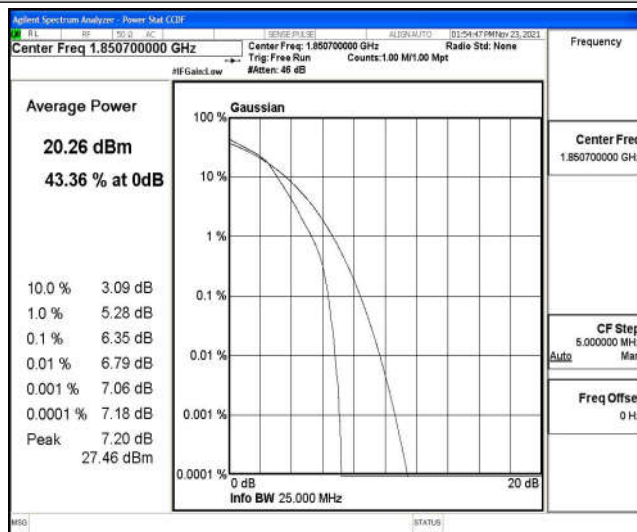 Agilent Spectrum Analyzer - Power Stat CCDF
RL RF 50 Ω AC SENSE:PULSE ALIGN AUTO 01:54:47 PM Nov 23, 2021
Center Freq 1.850700000 GHz
Center Freq: 1.850700000 GHz Radio Std: None
Trig: Free Run Counts:1.00 M/1.00 Mpt
#IFGain:Low #Atten: 46 dB
Frequency
Average Power
20.26 dBm
43.36 % at 0dB
10.0 % 3.09 dB
1.0 % 5.28 dB
0.1 % 6.35 dB
0.01 % 6.79 dB
0.001 % 7.06 dB
0.0001 % 7.18 dB
Peak 7.20 dB
27.46 dBm
Gaussian
100 %
10 %
1 %
0.1 %
0.01 %
0.001 %
0.0001 %
0 dB 20 dB
Info BW 25.000 MHz
Center Freq
1.850700000 GHz
CF Step
5.000000 MHz
Auto Man
Freq Offset
0 Hz
MSG STATUS